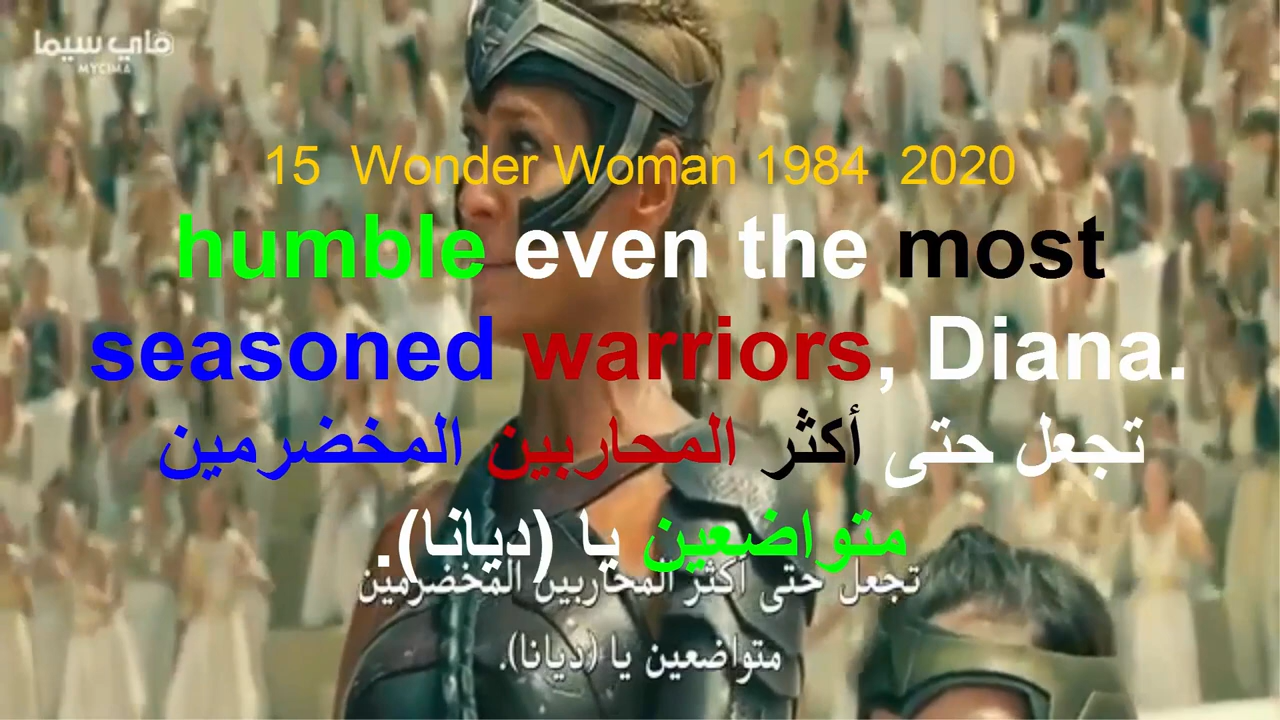 ماي سيما
MYCIMA
15  Wonder Woman 1984  2020
humble even the most
seasoned warriors, Diana.
تجعل حتى أكثر المحاربين المخضرمين
متواضعين يا (ديانا).
تجعل حتى أكثر المحاربين المخضرمين
متواضعين يا (ديانا).